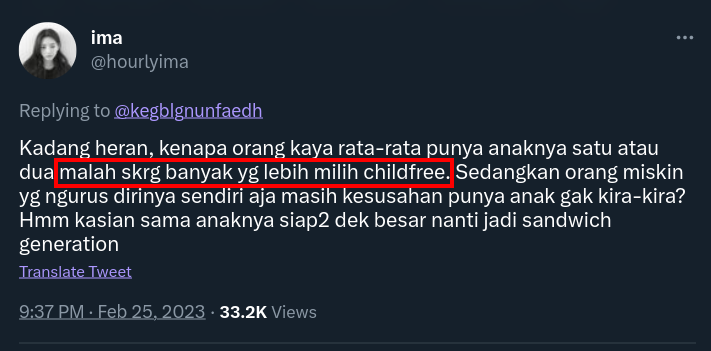 ima
@hourlyima
Replying to @kegblgnunfaedh
Kadang heran, kenapa orang kaya rata-rata punya anaknya satu atau
dua malah skrg banyak yg lebih milih childfree. Sedangkan orang miskin
yg ngurus dirinya sendiri aja masih kesusahan punya anak gak kira-kira?
Hmm kasian sama anaknya siap2 dek besar nanti jadi sandwich
generation
Translate Tweet
9:37 PM · Feb 25, 2023 · 33.2K Views